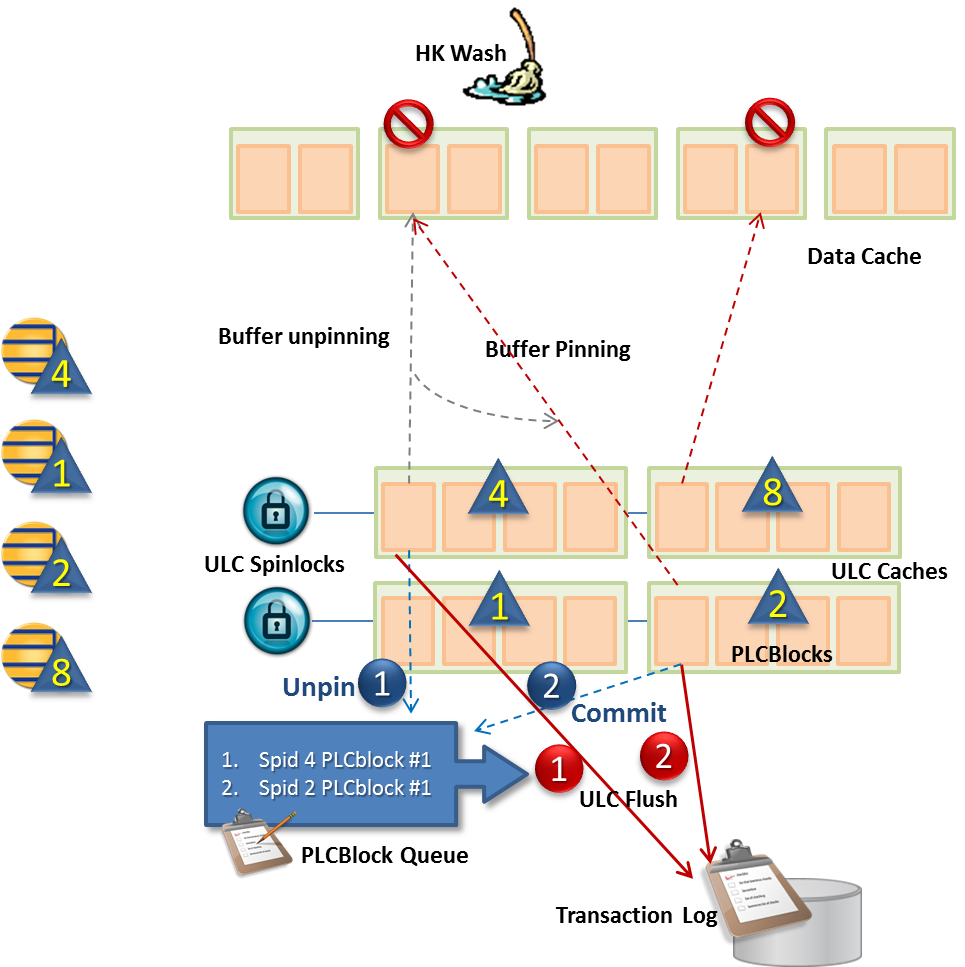 HK Wash
Data Cache
Buffer unpinning
Buffer Pinning
4
1
2
8
4
8
ULC Spinlocks
ULC Caches
1
2
PLCBlocks
Unpin
1
2
Commit
1. Spid 4 PLCblock #1
2. Spid 2 PLCblock #1
1
2
ULC Flush
PLCBlock Queue
Transaction Log